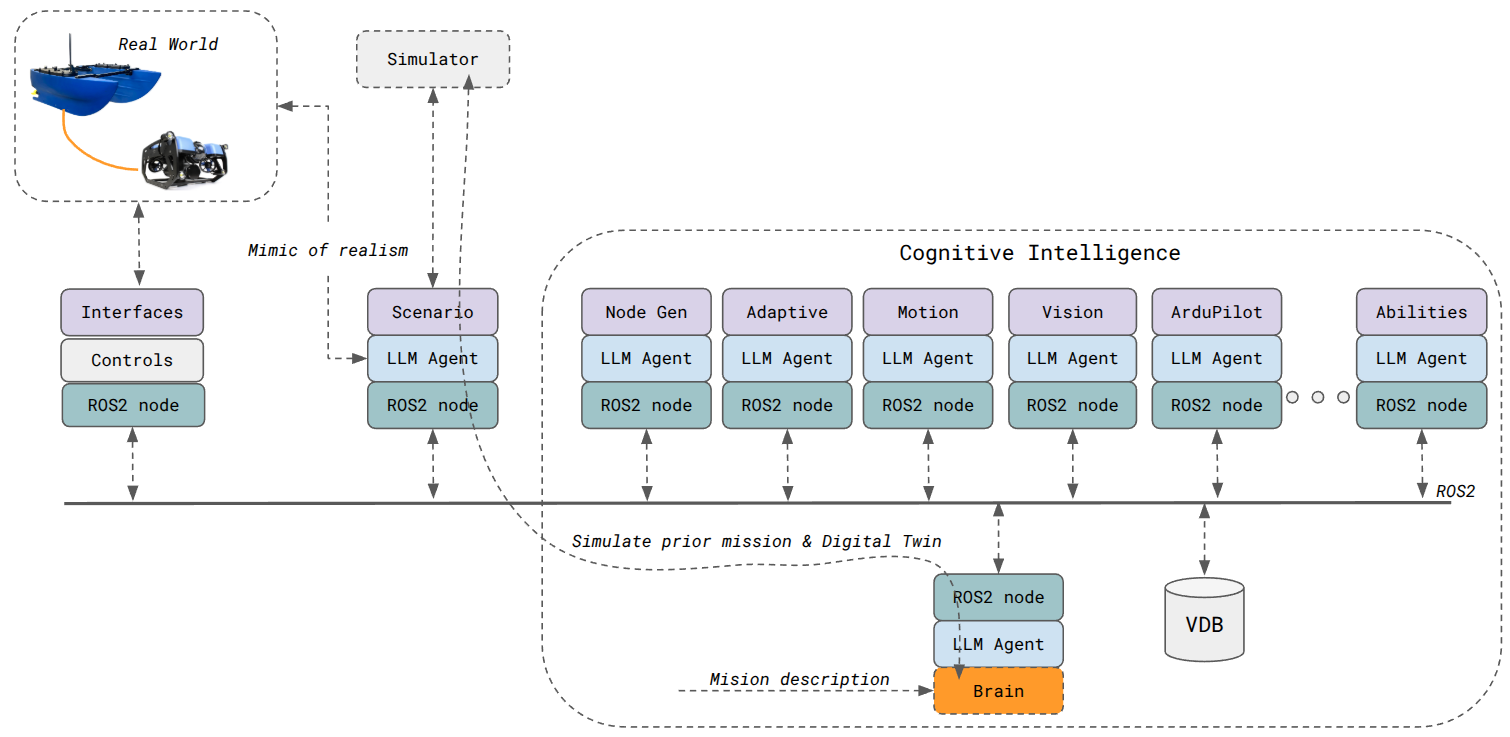 Real World
Simulator
Mimic of realism
Cognitive Intelligence
Interfaces
Controls
ROS2 node
Scenario
LLM Agent
ROS2 node
Node Gen
LLM Agent
ROS2 node
Adaptive
LLM Agent
ROS2 node
Motion
LLM Agent
ROS2 node
Vision
LLM Agent
ROS2 node
ArduPilot
LLM Agent
ROS2 node
Abilities
LLM Agent
ROS2 node
ROS2
Simulate prior mission & Digital Twin
ROS2 node
LLM Agent
Brain
Mision description
VDB